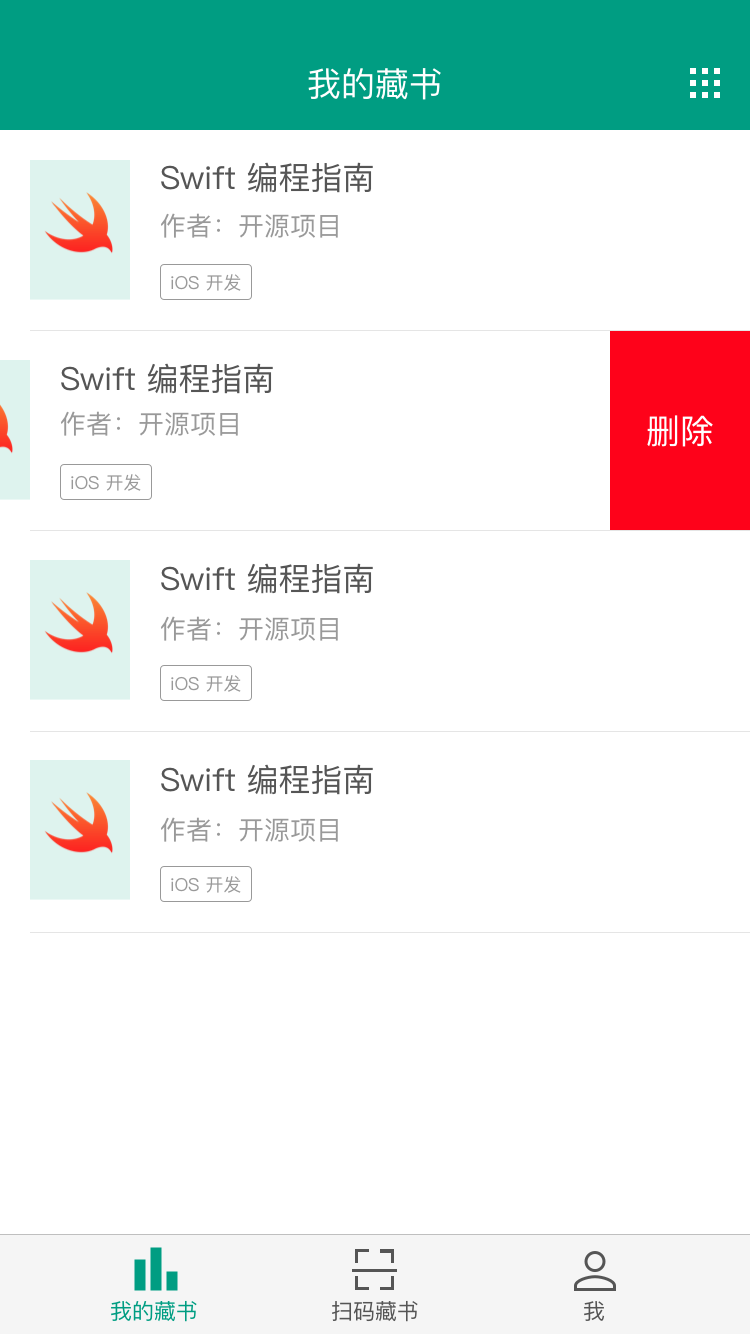 我的藏书
Swift 编程指南
作者：开源项目
iOS 开发
Swift 编程指南
作者：开源项目
iOS 开发
删除
Swift 编程指南
作者：开源项目
iOS 开发
Swift 编程指南
作者：开源项目
iOS 开发
我的藏书
扫码藏书
我